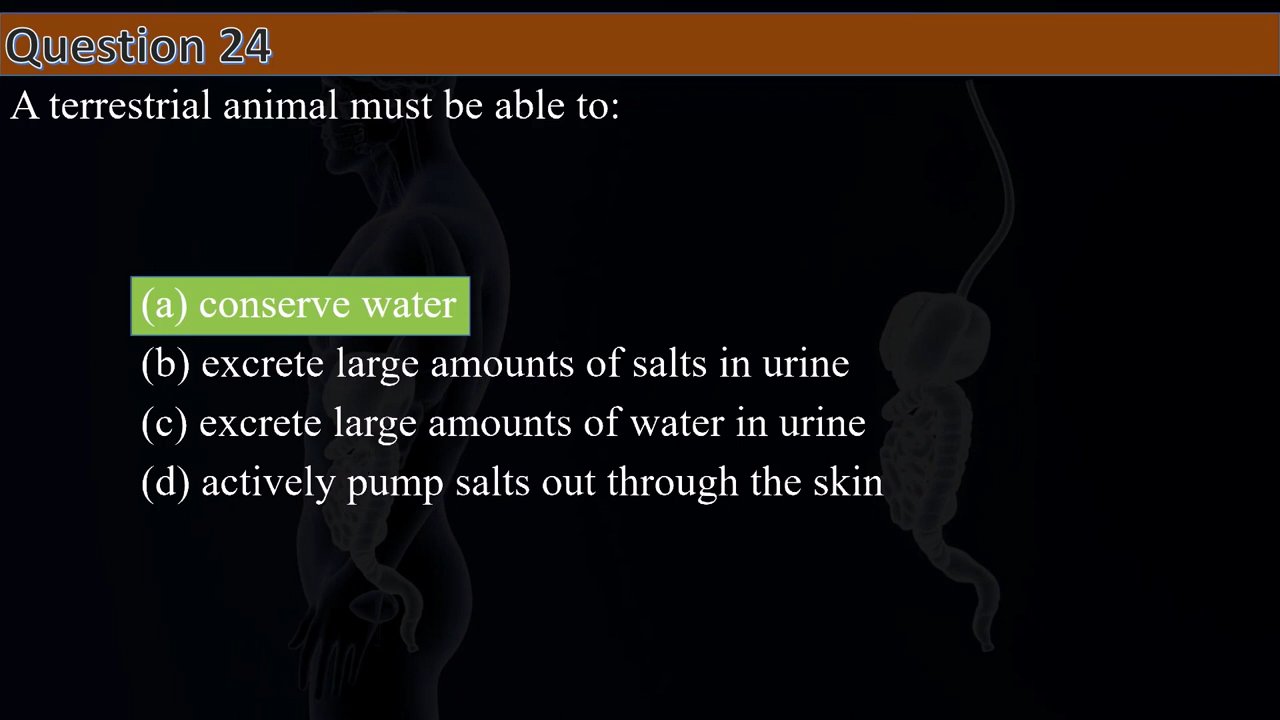 Question 24
A terrestrial animal must be able to:
(a) conserve water
(b) excrete large amounts of salts in urine
(c) excrete large amounts of water in urine
(d) actively pump salts out through the skin